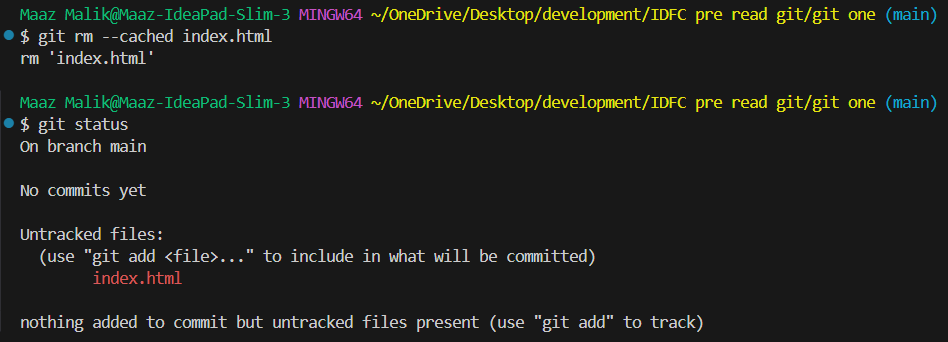 Maaz Malik@Maaz-IdeaPad-Slim-3 MINGW64 ~/OneDrive/Desktop/development/IDFC pre read git/git one (main)
$ git rm --cached index.html
rm 'index.html'
Maaz Malik@Maaz-IdeaPad-Slim-3 MINGW64 ~/OneDrive/Desktop/development/IDFC pre read git/git one (main)
$ git status
On branch main
No commits yet
Untracked files:
(use "git add <file>..." to include in what will be committed)
index.html
nothing added to commit but untracked files present (use "git add" to track)